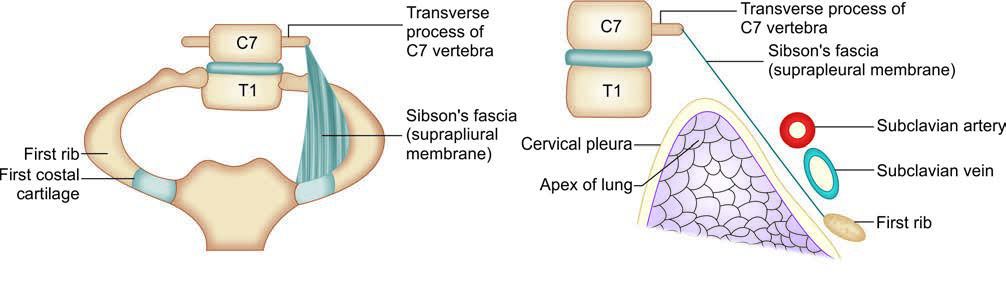 Transverse
process of
C7 vertebra
C7
T1
Sibson's fascia
(suprapliural
membrane)
First rib
First costal
cartilage
Transverse process of
C7 vertebra
C7
Sibson's fascia
(suprapleural membrane)
T1
Subclavian artery
Cervical pleura
Subclavian vein
Apex of lung
First rib